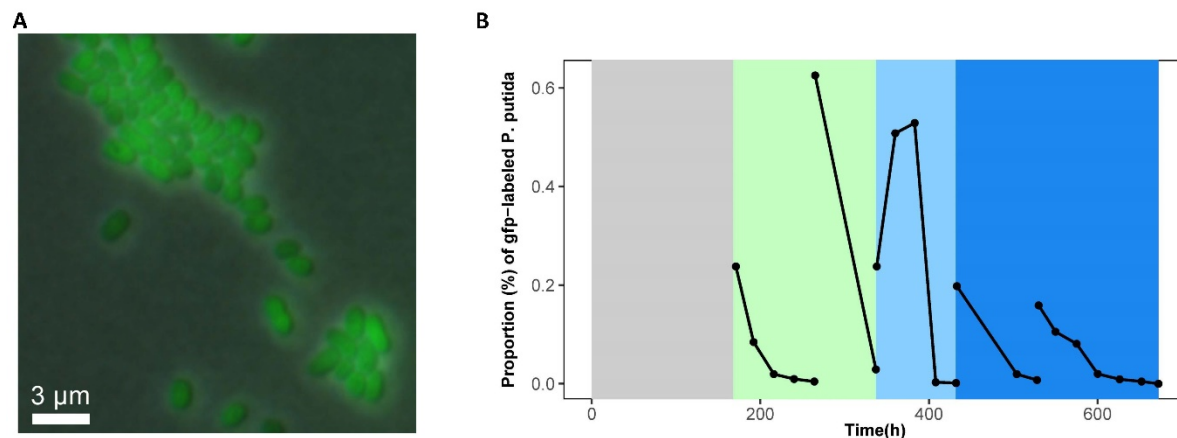 A
3 μm
B
Proportion (%) of gfp-labeled P. putida
0.6
0.4
0.2
0.0
0 200 400 600
Time(h)